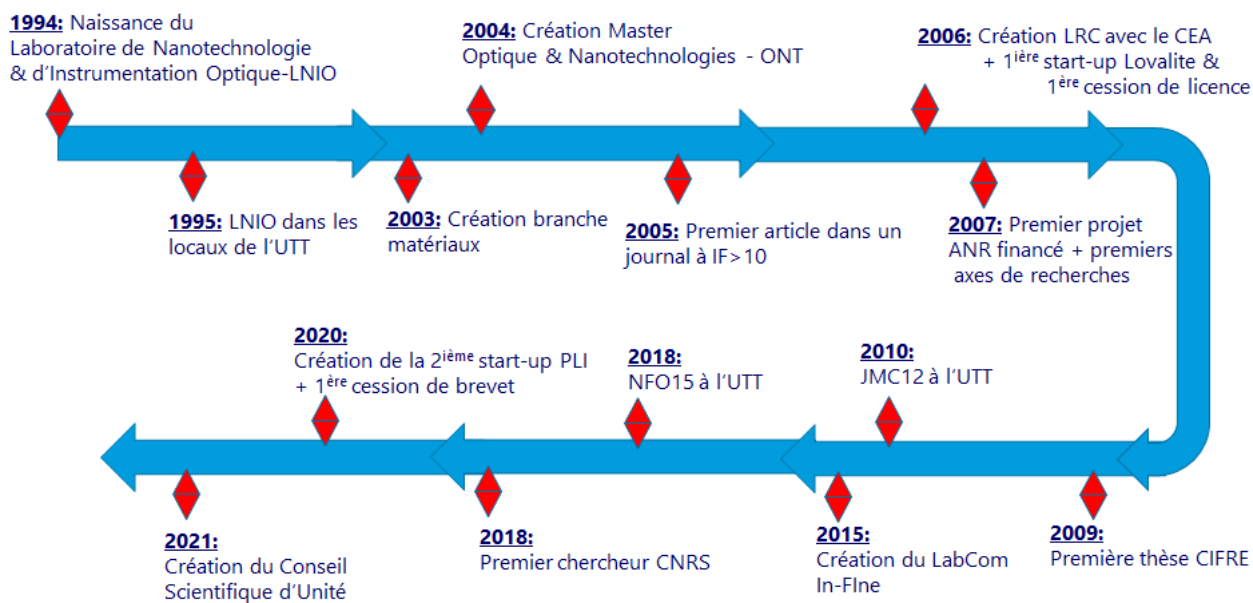 1994: Naissance du
Laboratoire de Nanotechnologie
& d'Instrumentation Optique-LNIO
1995: LNIO dans les
locaux de l'UTT
2003: Création branche
matériaux
2004: Création Master
Optique & Nanotechnologies - ONT
2005: Premier article dans un
journal à IF>10
2006: Création LRC avec le CEA
+ 1ière start-up Lovalite &
1ère cession de licence
2007: Premier projet
ANR financé + premiers
axes de recherches
2009:
Première thèse CIFRE
2010:
JMC12 à l'UTT
2015:
Création du LabCom
In-FIne
2018:
NFO15 à l'UTT
2018:
Premier chercheur CNRS
2020:
Création de la 2ième start-up PLI
+ 1ère cession de brevet
2021:
Création du Conseil
Scientifique d'Unité